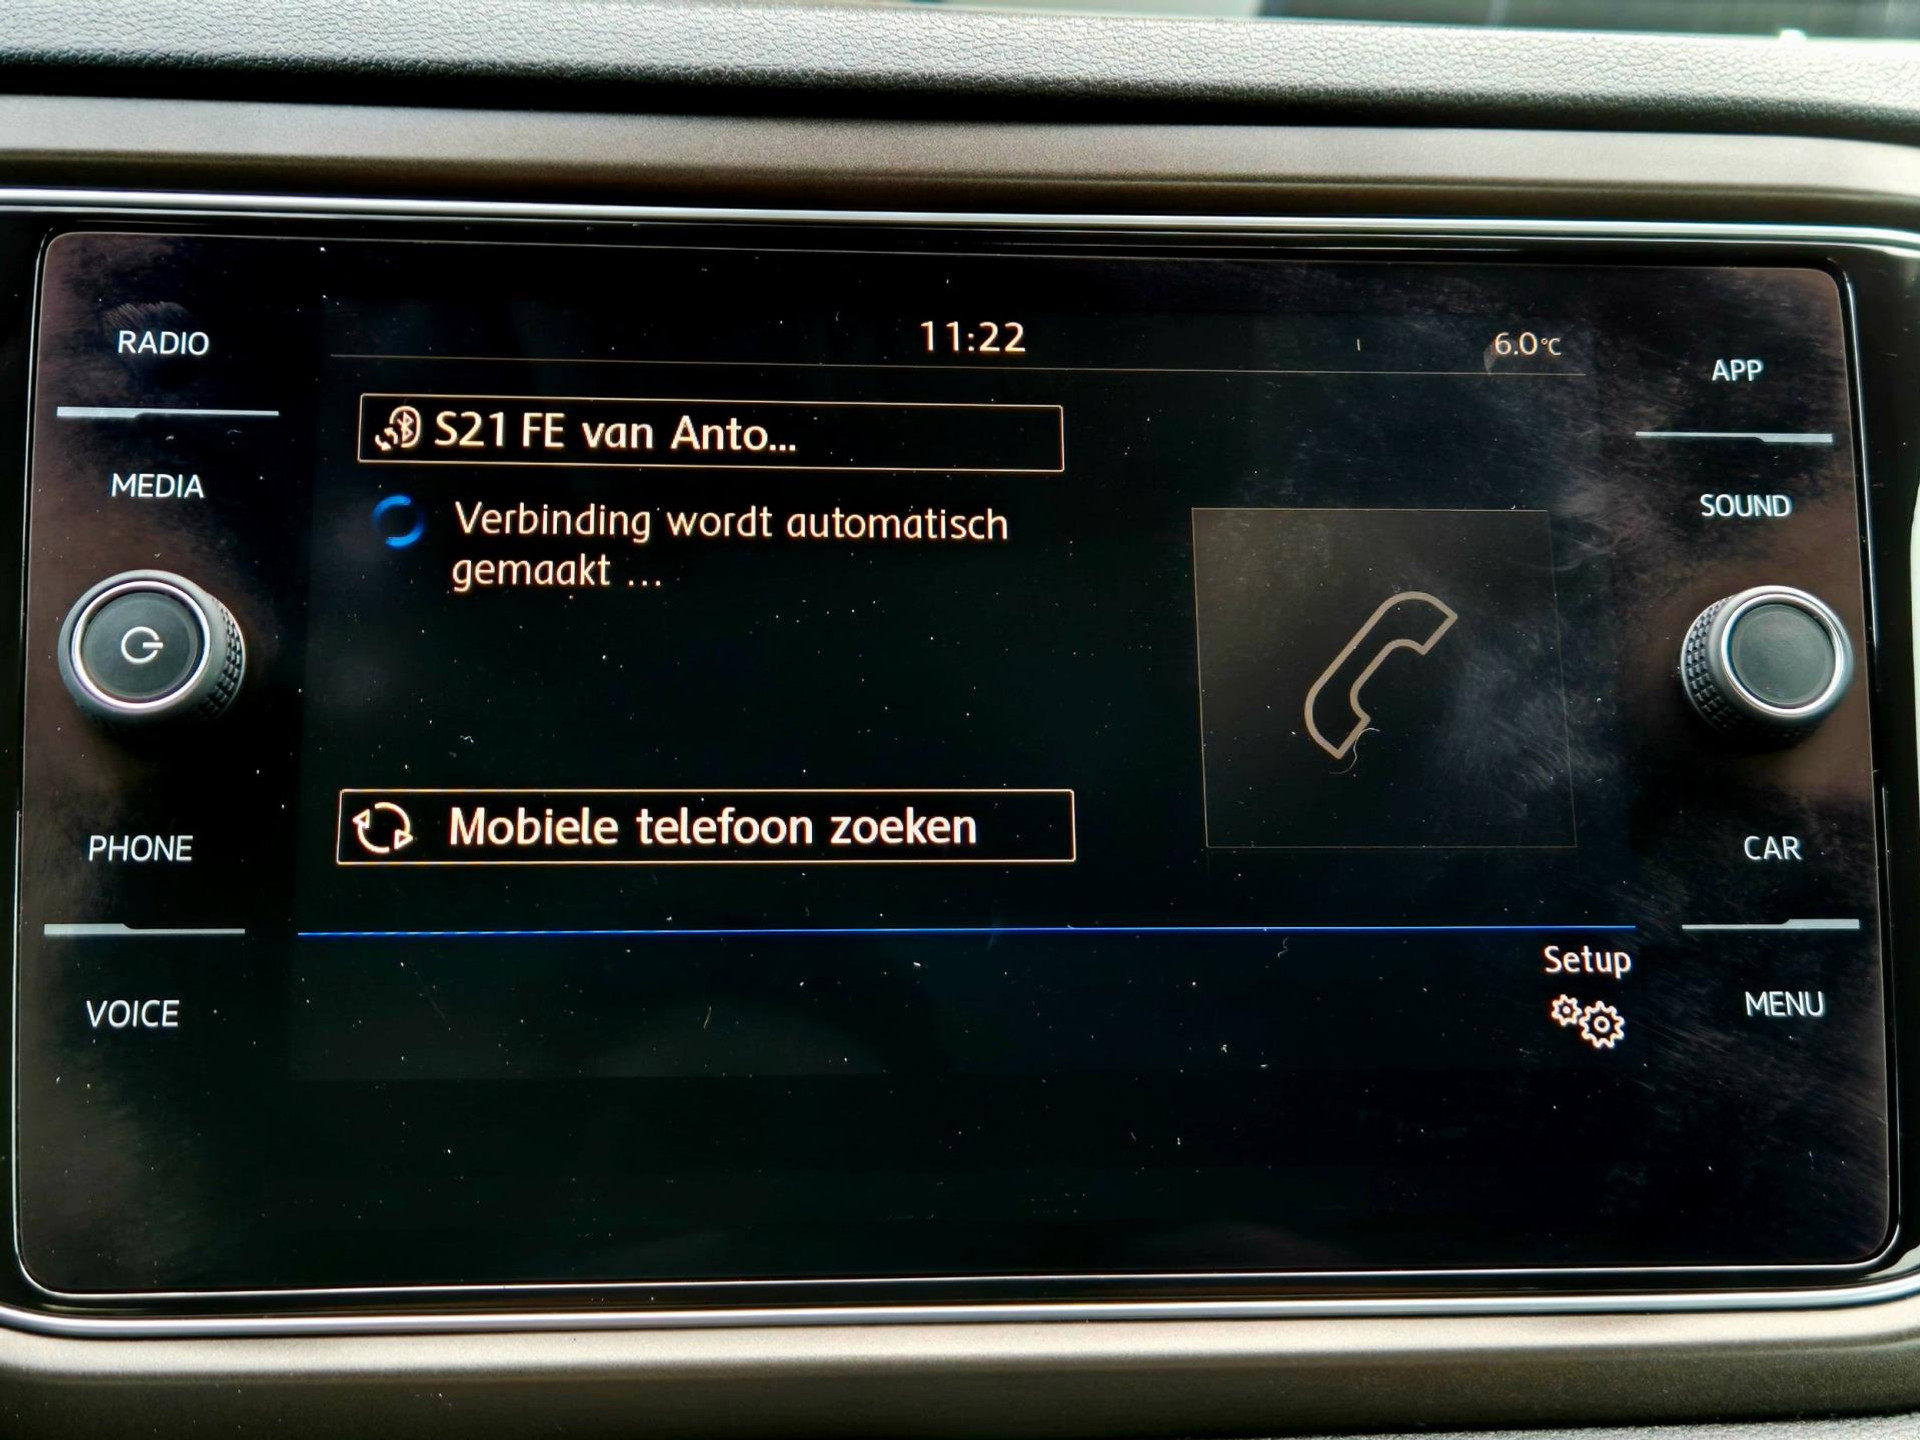 RADIO
MEDIA
PHONE
VOICE
11:22
6.0°C
S21 FE van Anto...
Verbinding wordt automatisch
gemaakt ...
Mobiele telefoon zoeken
Setup
APP
SOUND
CAR
MENU